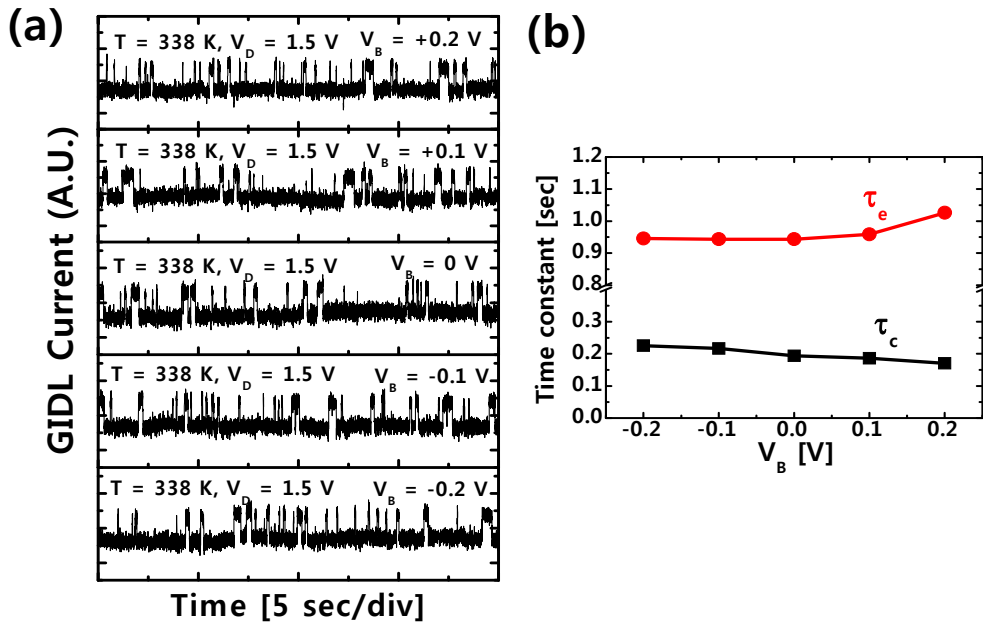 (a)
T = 338 K, V_D = 1.5 V V_B = +0.2 V
T = 338 K, V_D = 1.5 V V_B = +0.1 V
T = 338 K, V_D = 1.5 V V_B = 0 V
T = 338 K, V_D = 1.5 V V_B = -0.1 V
T = 338 K, V_D = 1.5 V V_B = -0.2 V
GIDL Current (A.U.)
Time [5 sec/div]
(b)
1.2
1.1
1.0
0.9
0.8
0.3
0.2
0.1
0.0
Time constant [sec]
τ_e
τ_c
-0.2 -0.1 0.0 0.1 0.2
V_B [V]